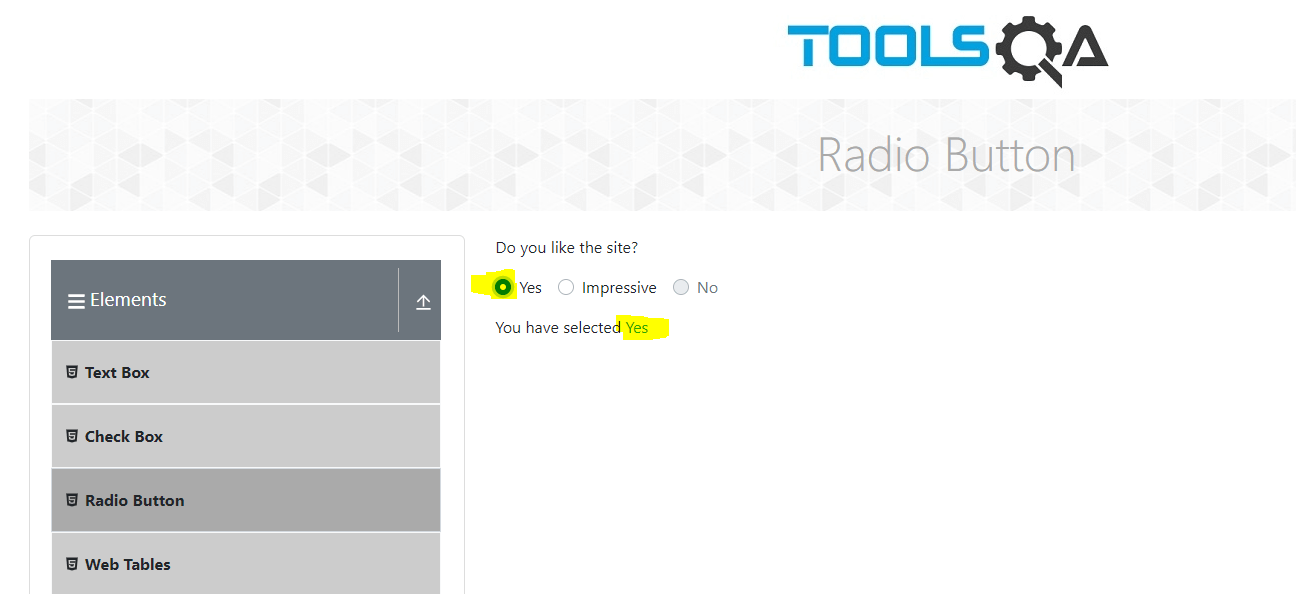 TOOLSQA
Radio Button
Elements
Text Box
Check Box
Radio Button
Web Tables
Do you like the site?
Yes Impressive No
You have selected Yes